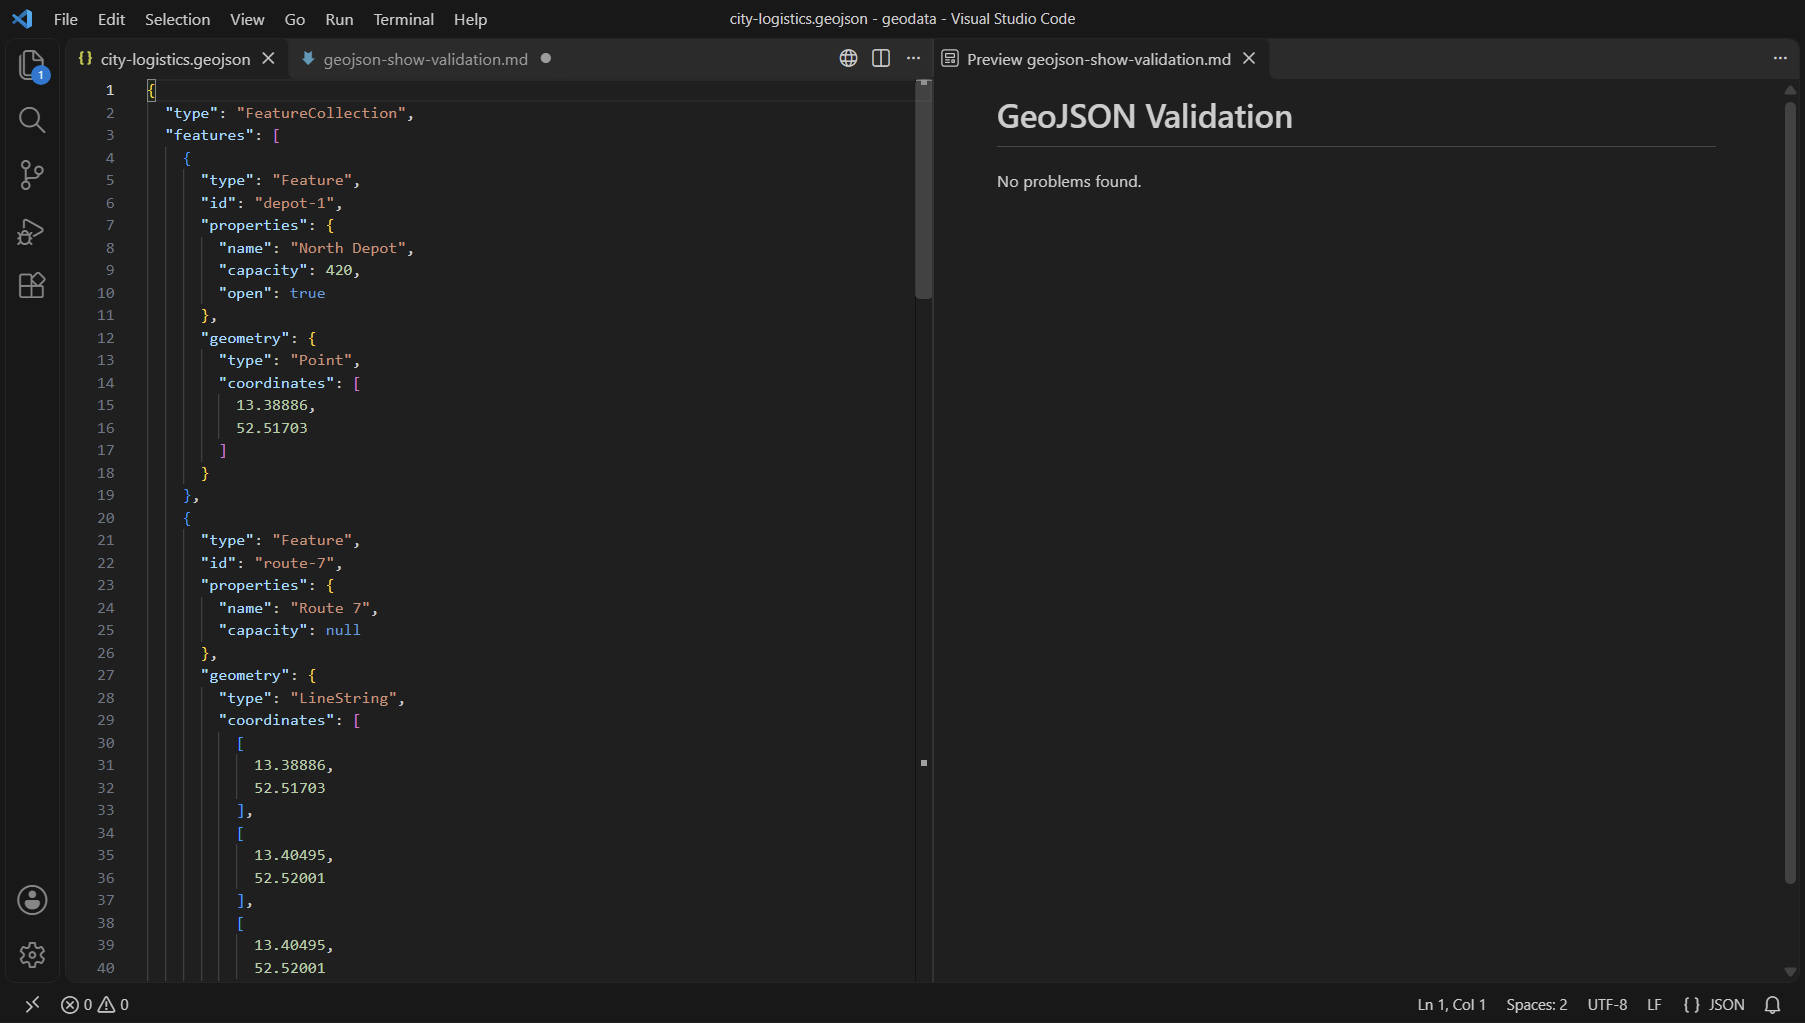 File Edit Selection View Go Run Terminal Help
city-logistics.geojson - geodata - Visual Studio Code
1
{} city-logistics.geojson
geojson-show-validation.md
1 {
2 "type": "FeatureCollection",
3 "features": [
4 {
5 "type": "Feature",
6 "id": "depot-1",
7 "properties": {
8 "name": "North Depot",
9 "capacity": 420,
10 "open": true
11 },
12 "geometry": {
13 "type": "Point",
14 "coordinates": [
15 13.38886,
16 52.51703
17 ]
18 }
19 },
20 {
21 "type": "Feature",
22 "id": "route-7",
23 "properties": {
24 "name": "Route 7",
25 "capacity": null
26 },
27 "geometry": {
28 "type": "LineString",
29 "coordinates": [
30 [
31 13.38886,
32 52.51703
33 ],
34 [
35 13.40495,
36 52.52001
37 ],
38 [
39 13.40495,
40 52.52001
Preview geojson-show-validation.md
GeoJSON Validation
No problems found.
0 0
Ln 1, Col 1 Spaces: 2 UTF-8 LF {} JSON